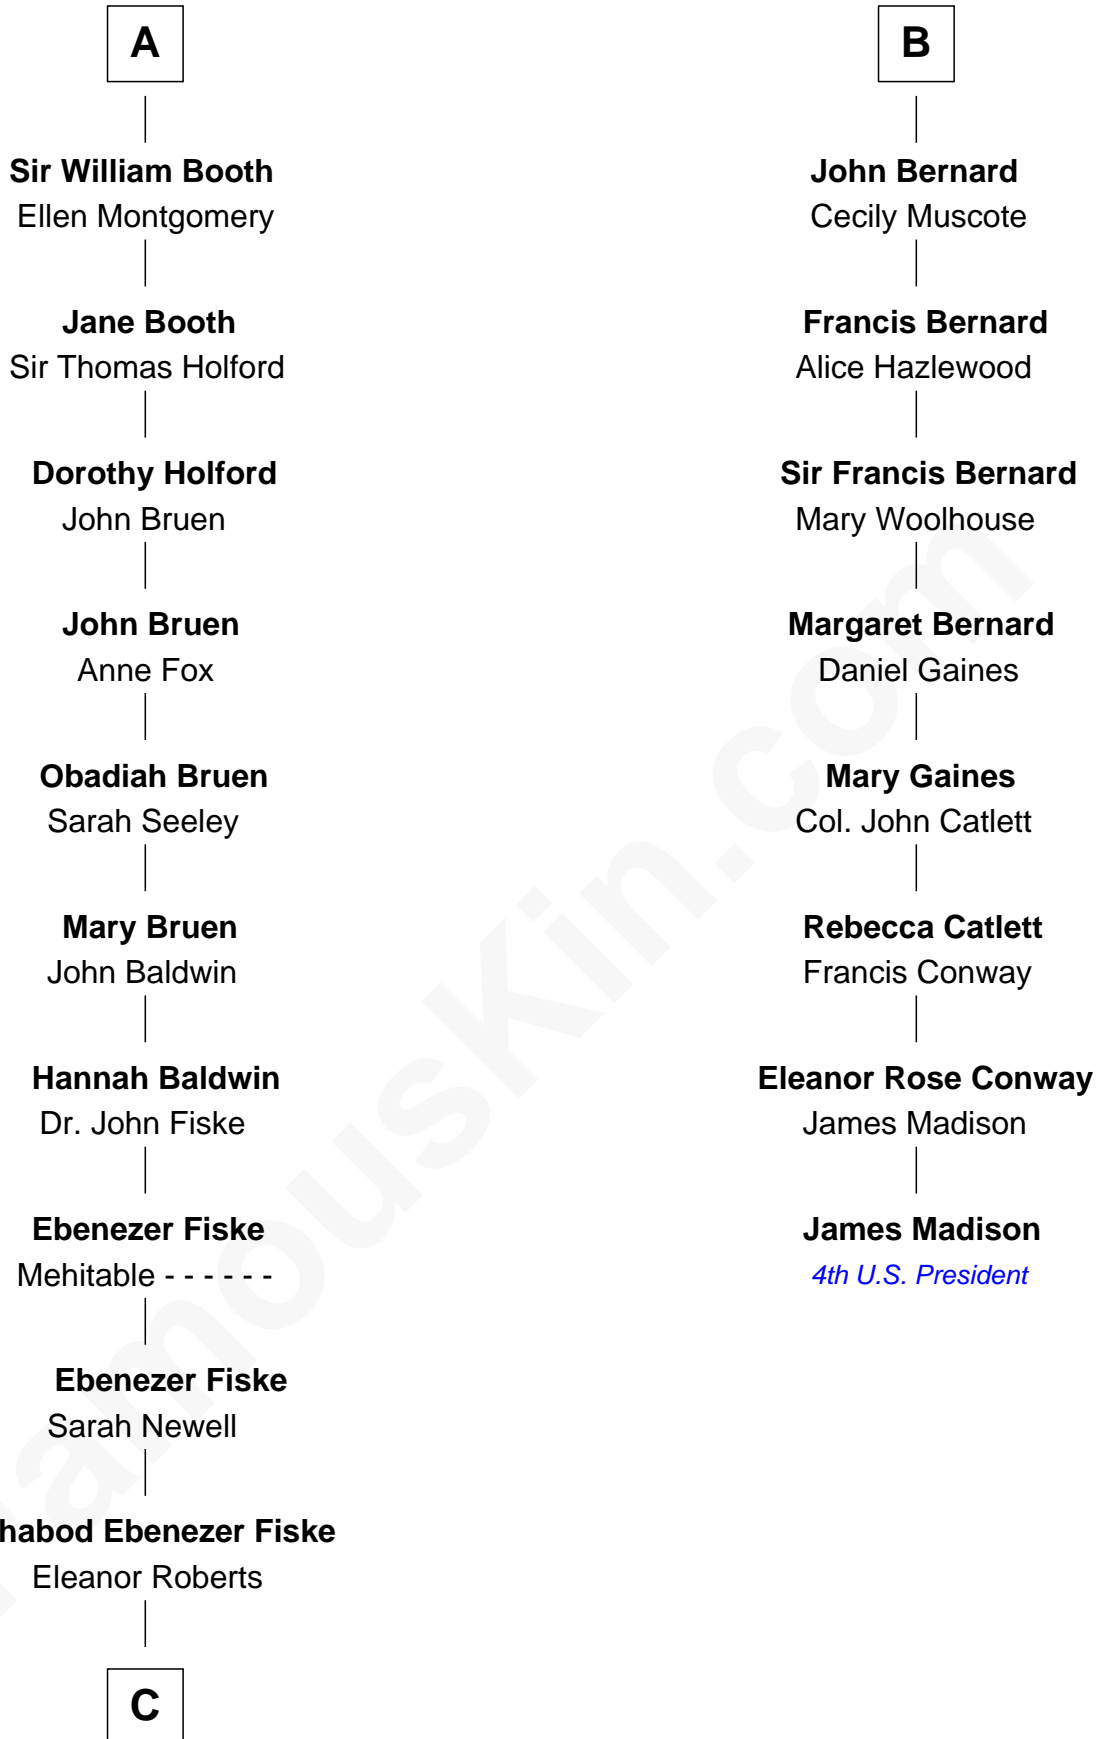 A
Sir William Booth
Ellen Montgomery
Jane Booth
Sir Thomas Holford
Dorothy Holford
John Bruen
John Bruen
Anne Fox
Obadiah Bruen
Sarah Seeley
Mary Bruen
John Baldwin
Hannah Baldwin
Dr. John Fiske
Ebenezer Fiske
Mehitable - - - - - -
Ebenezer Fiske
Sarah Newell
habod Ebenezer Fiske
Eleanor Roberts
C
B
John Bernard
Cecily Muscote
Francis Bernard
Alice Hazlewood
Sir Francis Bernard
Mary Woolhouse
Margaret Bernard
Daniel Gaines
Mary Gaines
Col. John Catlett
Rebecca Catlett
Francis Conway
Eleanor Rose Conway
James Madison
James Madison
4th U.S. President
FamousKin.com